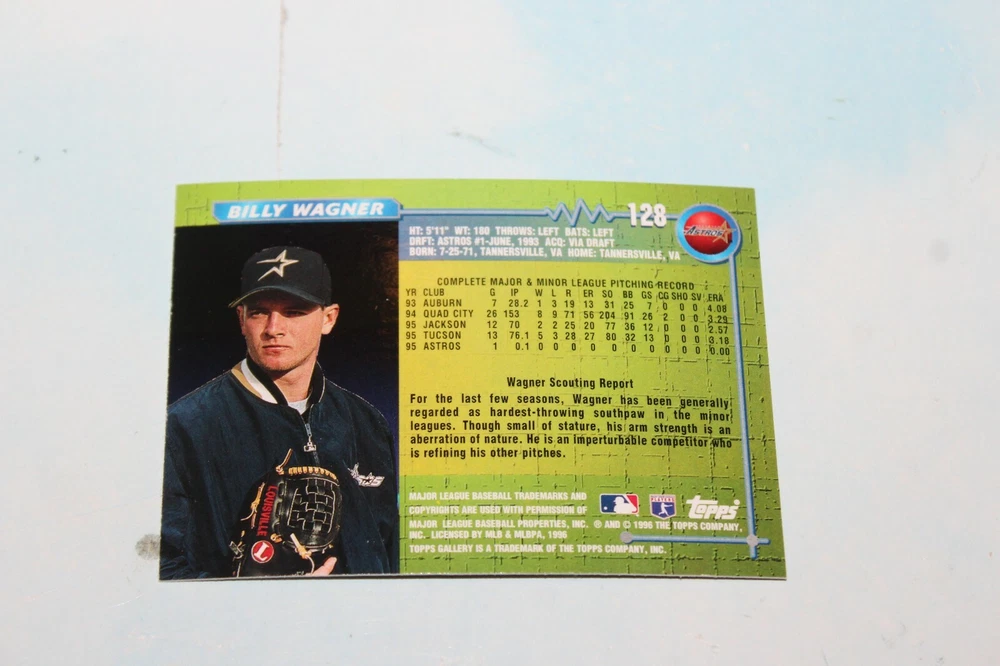 BILLY WAGNER
128
ASTROS
HT: 5'11" WT: 180 THROWS: LEFT BATS: LEFT
DRFT: ASTROS #1-JUNE, 1993 ACQ: VIA DRAFT
BORN: 7-25-71, TANNERSVILLE, VA HOME: TANNERSVILLE, VA
COMPLETE MAJOR & MINOR LEAGUE PITCHING RECORD
YR CLUB G IP W L R ER SO BB GS CG SHO SV ERA
93 AUBURN 7 28.2 1 3 19 13 31 25 7 0 0 0 4.08
94 QUAD CITY 26 153 8 9 71 56 204 91 26 2 0 0 3.29
95 JACKSON 12 70 2 2 25 20 77 36 12 0 0 0 2.57
95 TUCSON 13 76.1 5 3 28 27 80 32 13 0 0 0 3.18
95 ASTROS 1 0.1 0 0 0 0 0 0 0 0 0 0 0.00
Wagner Scouting Report
For the last few seasons, Wagner has been generally
regarded as hardest-throwing southpaw in the minor
leagues. Though small of stature, his arm strength is an
aberration of nature. He is an imperturbable competitor who
is refining his other pitches.
LOUISVILLE
MAJOR LEAGUE BASEBALL TRADEMARKS AND
COPYRIGHTS ARE USED WITH PERMISSION OF
MAJOR LEAGUE BASEBALL PROPERTIES, INC. ® AND © 1996 THE TOPPS COMPANY,
INC. LICENSED BY MLB & MLBPA, 1996
TOPPS GALLERY IS A TRADEMARK OF THE TOPPS COMPANY, INC.
PLAYERS
Topps